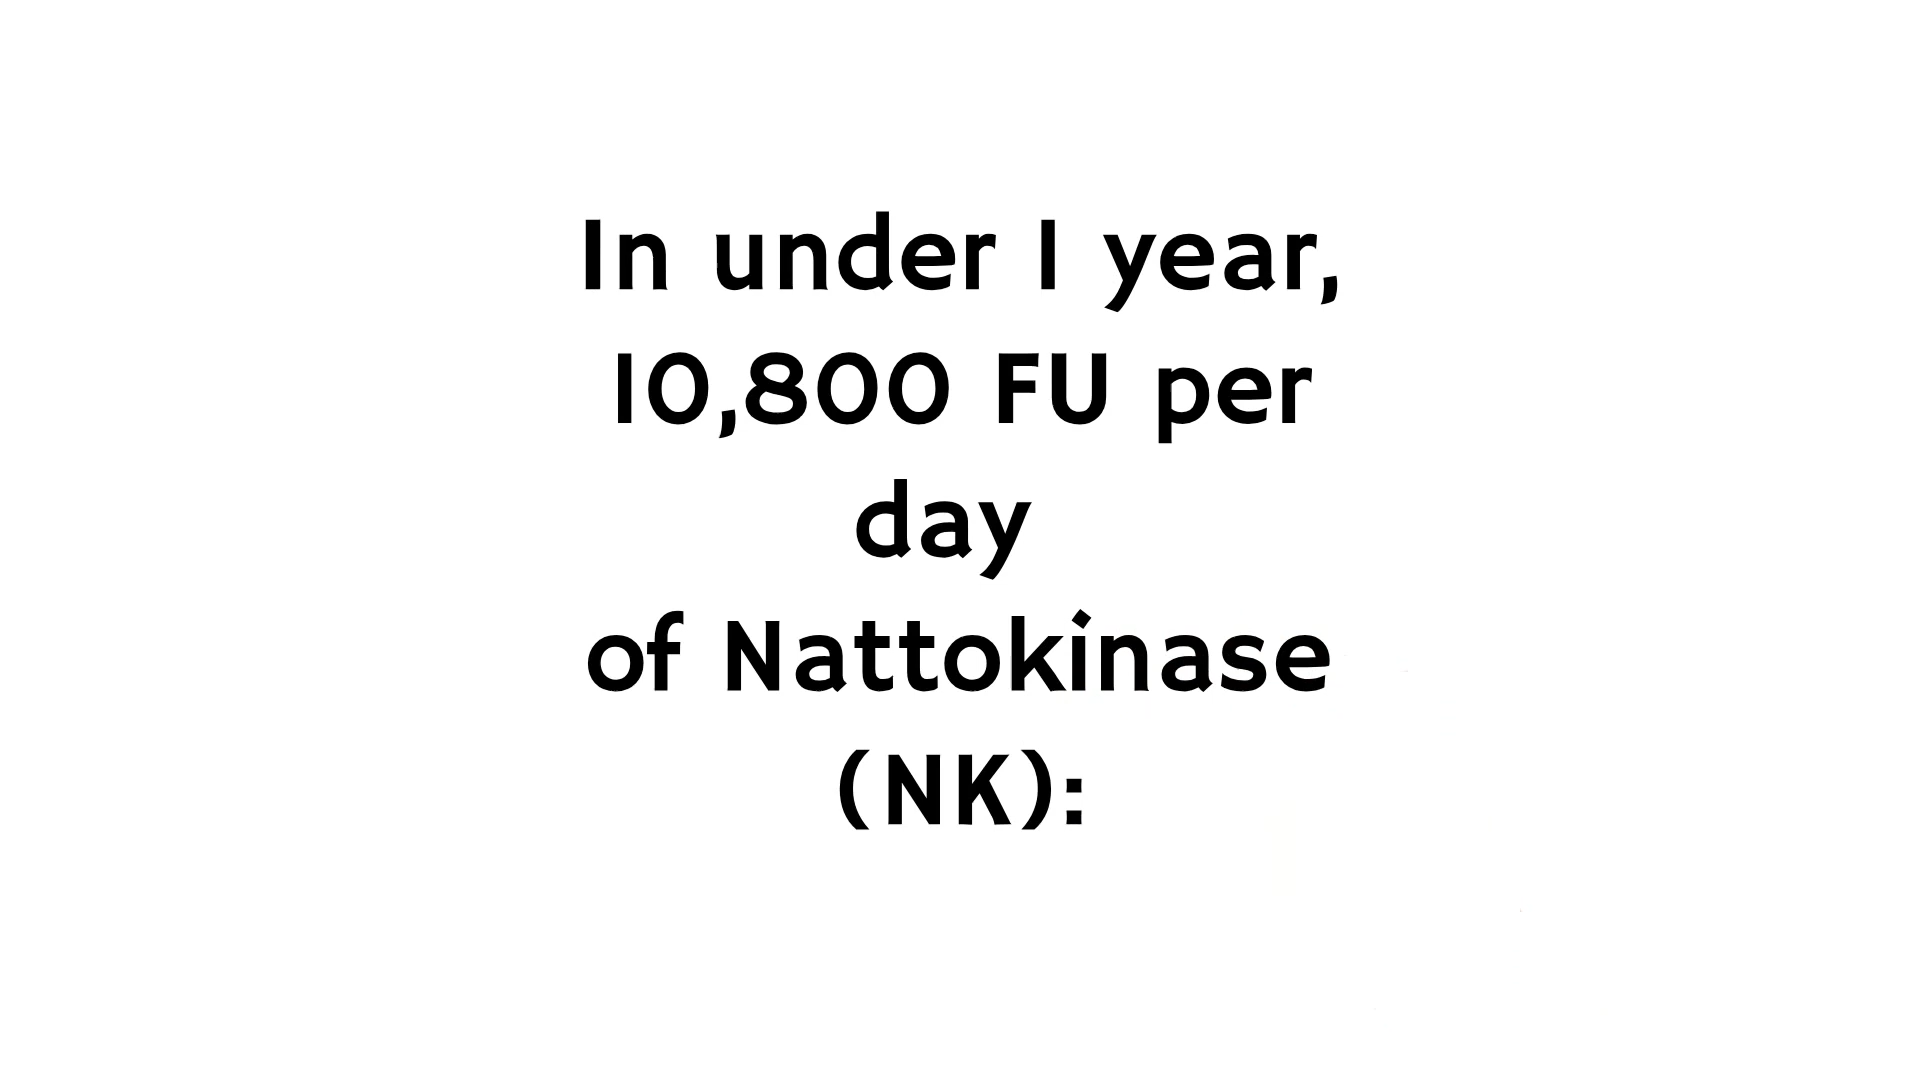 In under 1 year,
10,800 FU per
day
of Nattokinase
(NK):